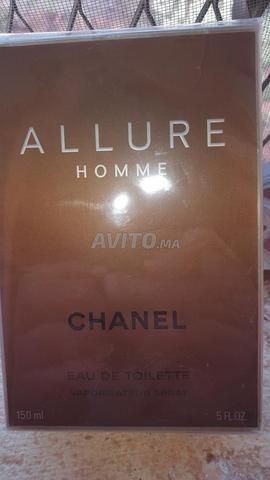 ALLURE
HOMME
AVITO.MA
CHANEL
EAU DE TOILETTE
VAPORISATEUR SPRAY
150 ml 5 FL.OZ.